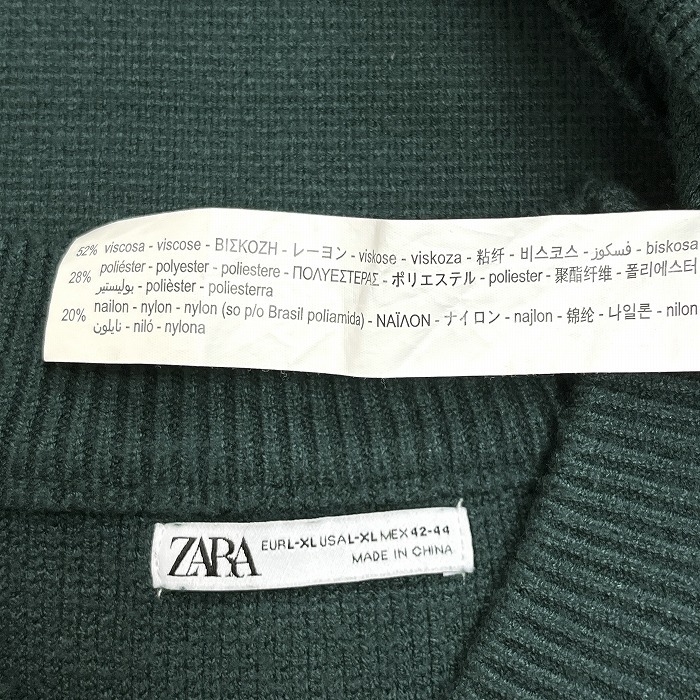 52% viscosa - viscose - ΒΙΣΚΟΖΗ - レーヨン - viskose - viskoza - 粘纤 - 비스코스 - فسكوز - biskosa
28% poliéster - polyester - poliestere - ΠΟΛΥΕΣΤΕΡΑΣ - ポリエステル - poliester - 聚酯纤维 - 폴리에스터
بوليستير - polièster - poliesterra
20% nailon - nylon - nylon (so p/o Brasil poliamida) - ΝΑΪΛΟΝ - ナイロン - najlon - 锦纶 - 나일론 - nilon
نايلون - niló - nylona
ZARA EUR L-XL USA L-XL MEX 42-44
MADE IN CHINA